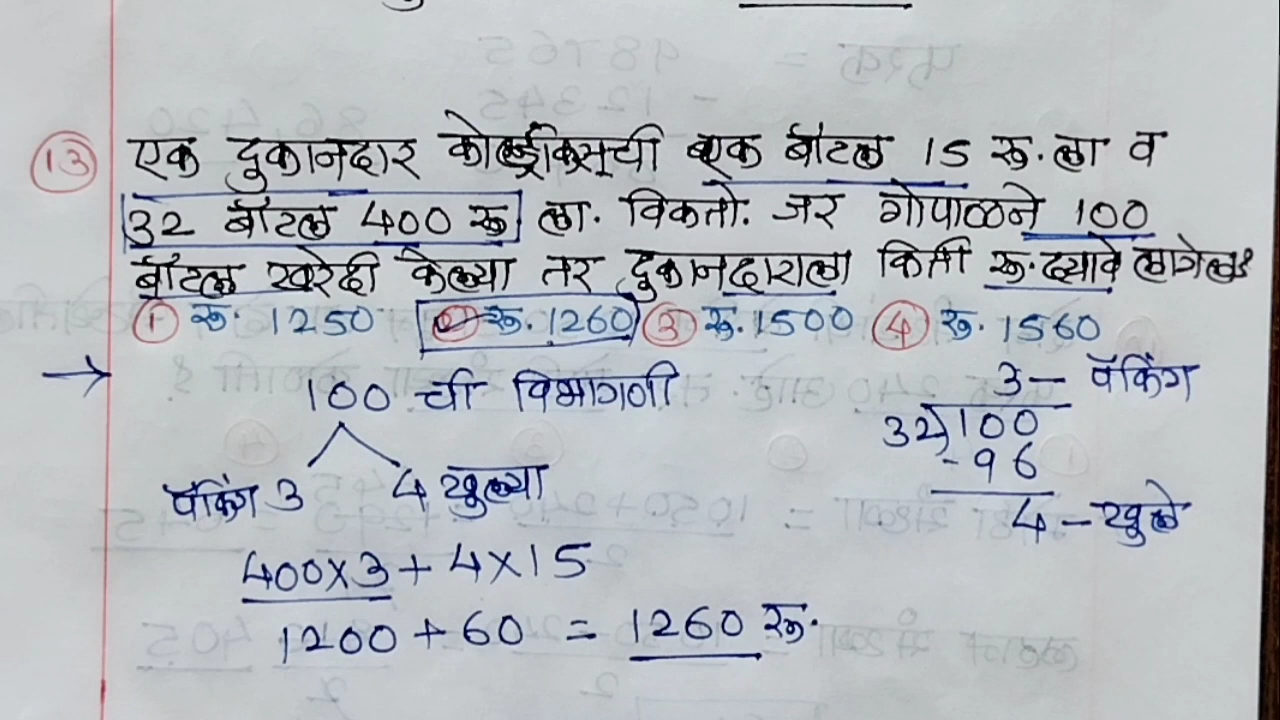 (13) एक दुकानदार कोल्ड्रींक्सची एक बॉटल 15 रू.ला व
32 बॉटल 400 रू ला. विकतो. जर गोपाळने 100
बॉटल खरेदी केल्या तर दुकानदाराला किती रू.द्यावे लागेल?
① रू. 1250 ② रू. 1260 ③ रू. 1500 ④ रू. 1560
→ 100 ची विभागणी
पॅकिंग 3 4 खुल्या
400×3 + 4×15
1200 + 60 = 1260 रू.
3 – पॅकिंग
32)100
-96
4 – खुले